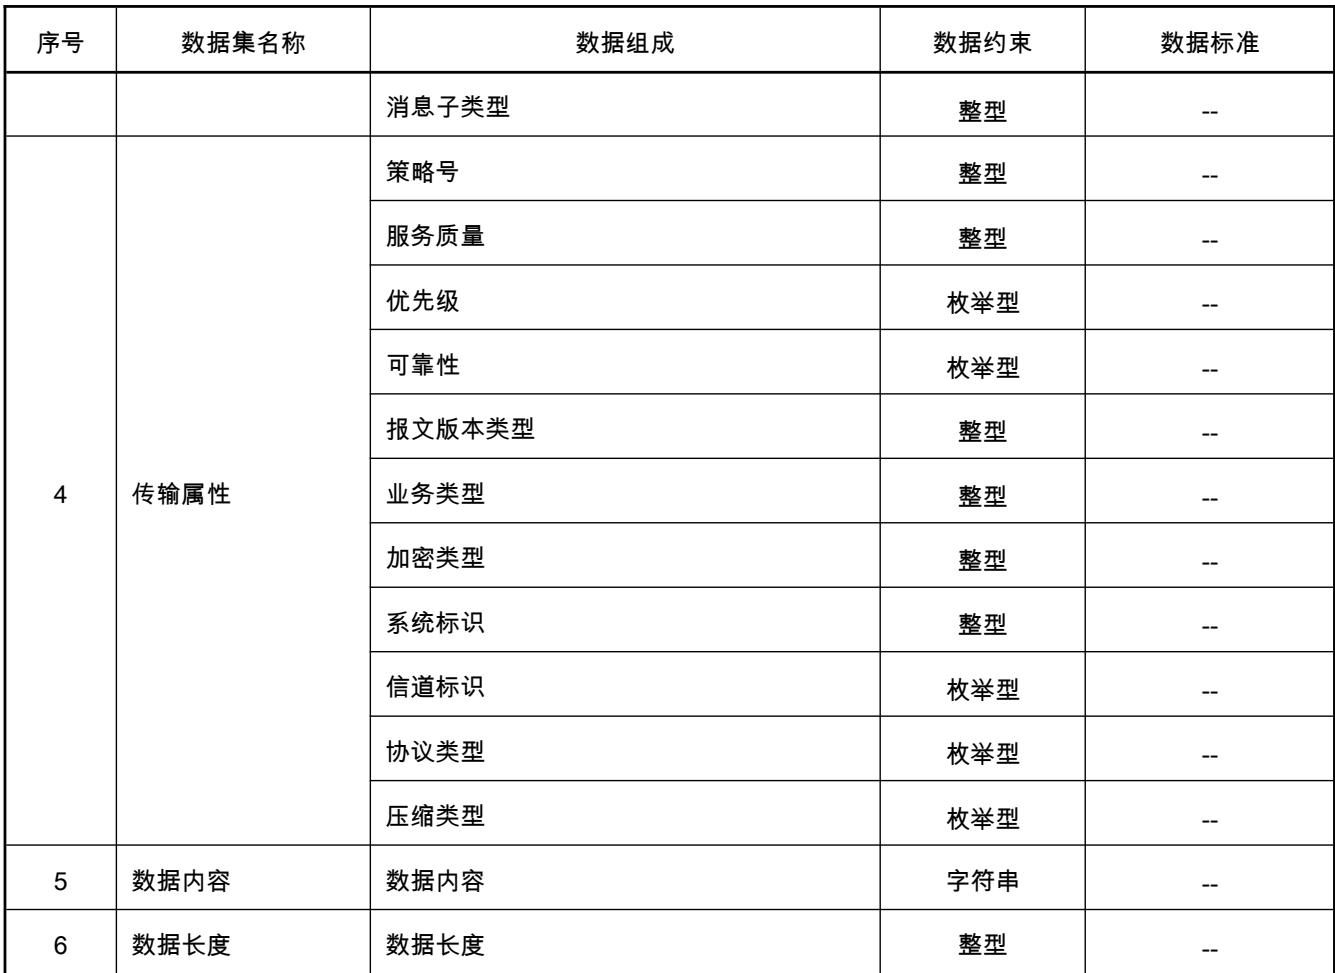 序号 数据集名称 数据组成 数据约束 数据标准
消息子类型 整型 --
策略号 整型 --
服务质量 整型 --
优先级 枚举型 --
可靠性 枚举型 --
报文版本类型 整型 --
4 传输属性 业务类型 整型 --
加密类型 整型 --
系统标识 整型 --
信道标识 枚举型 --
协议类型 枚举型 --
压缩类型 枚举型 --
5 数据内容 数据内容 字符串 --
6 数据长度 数据长度 整型 --